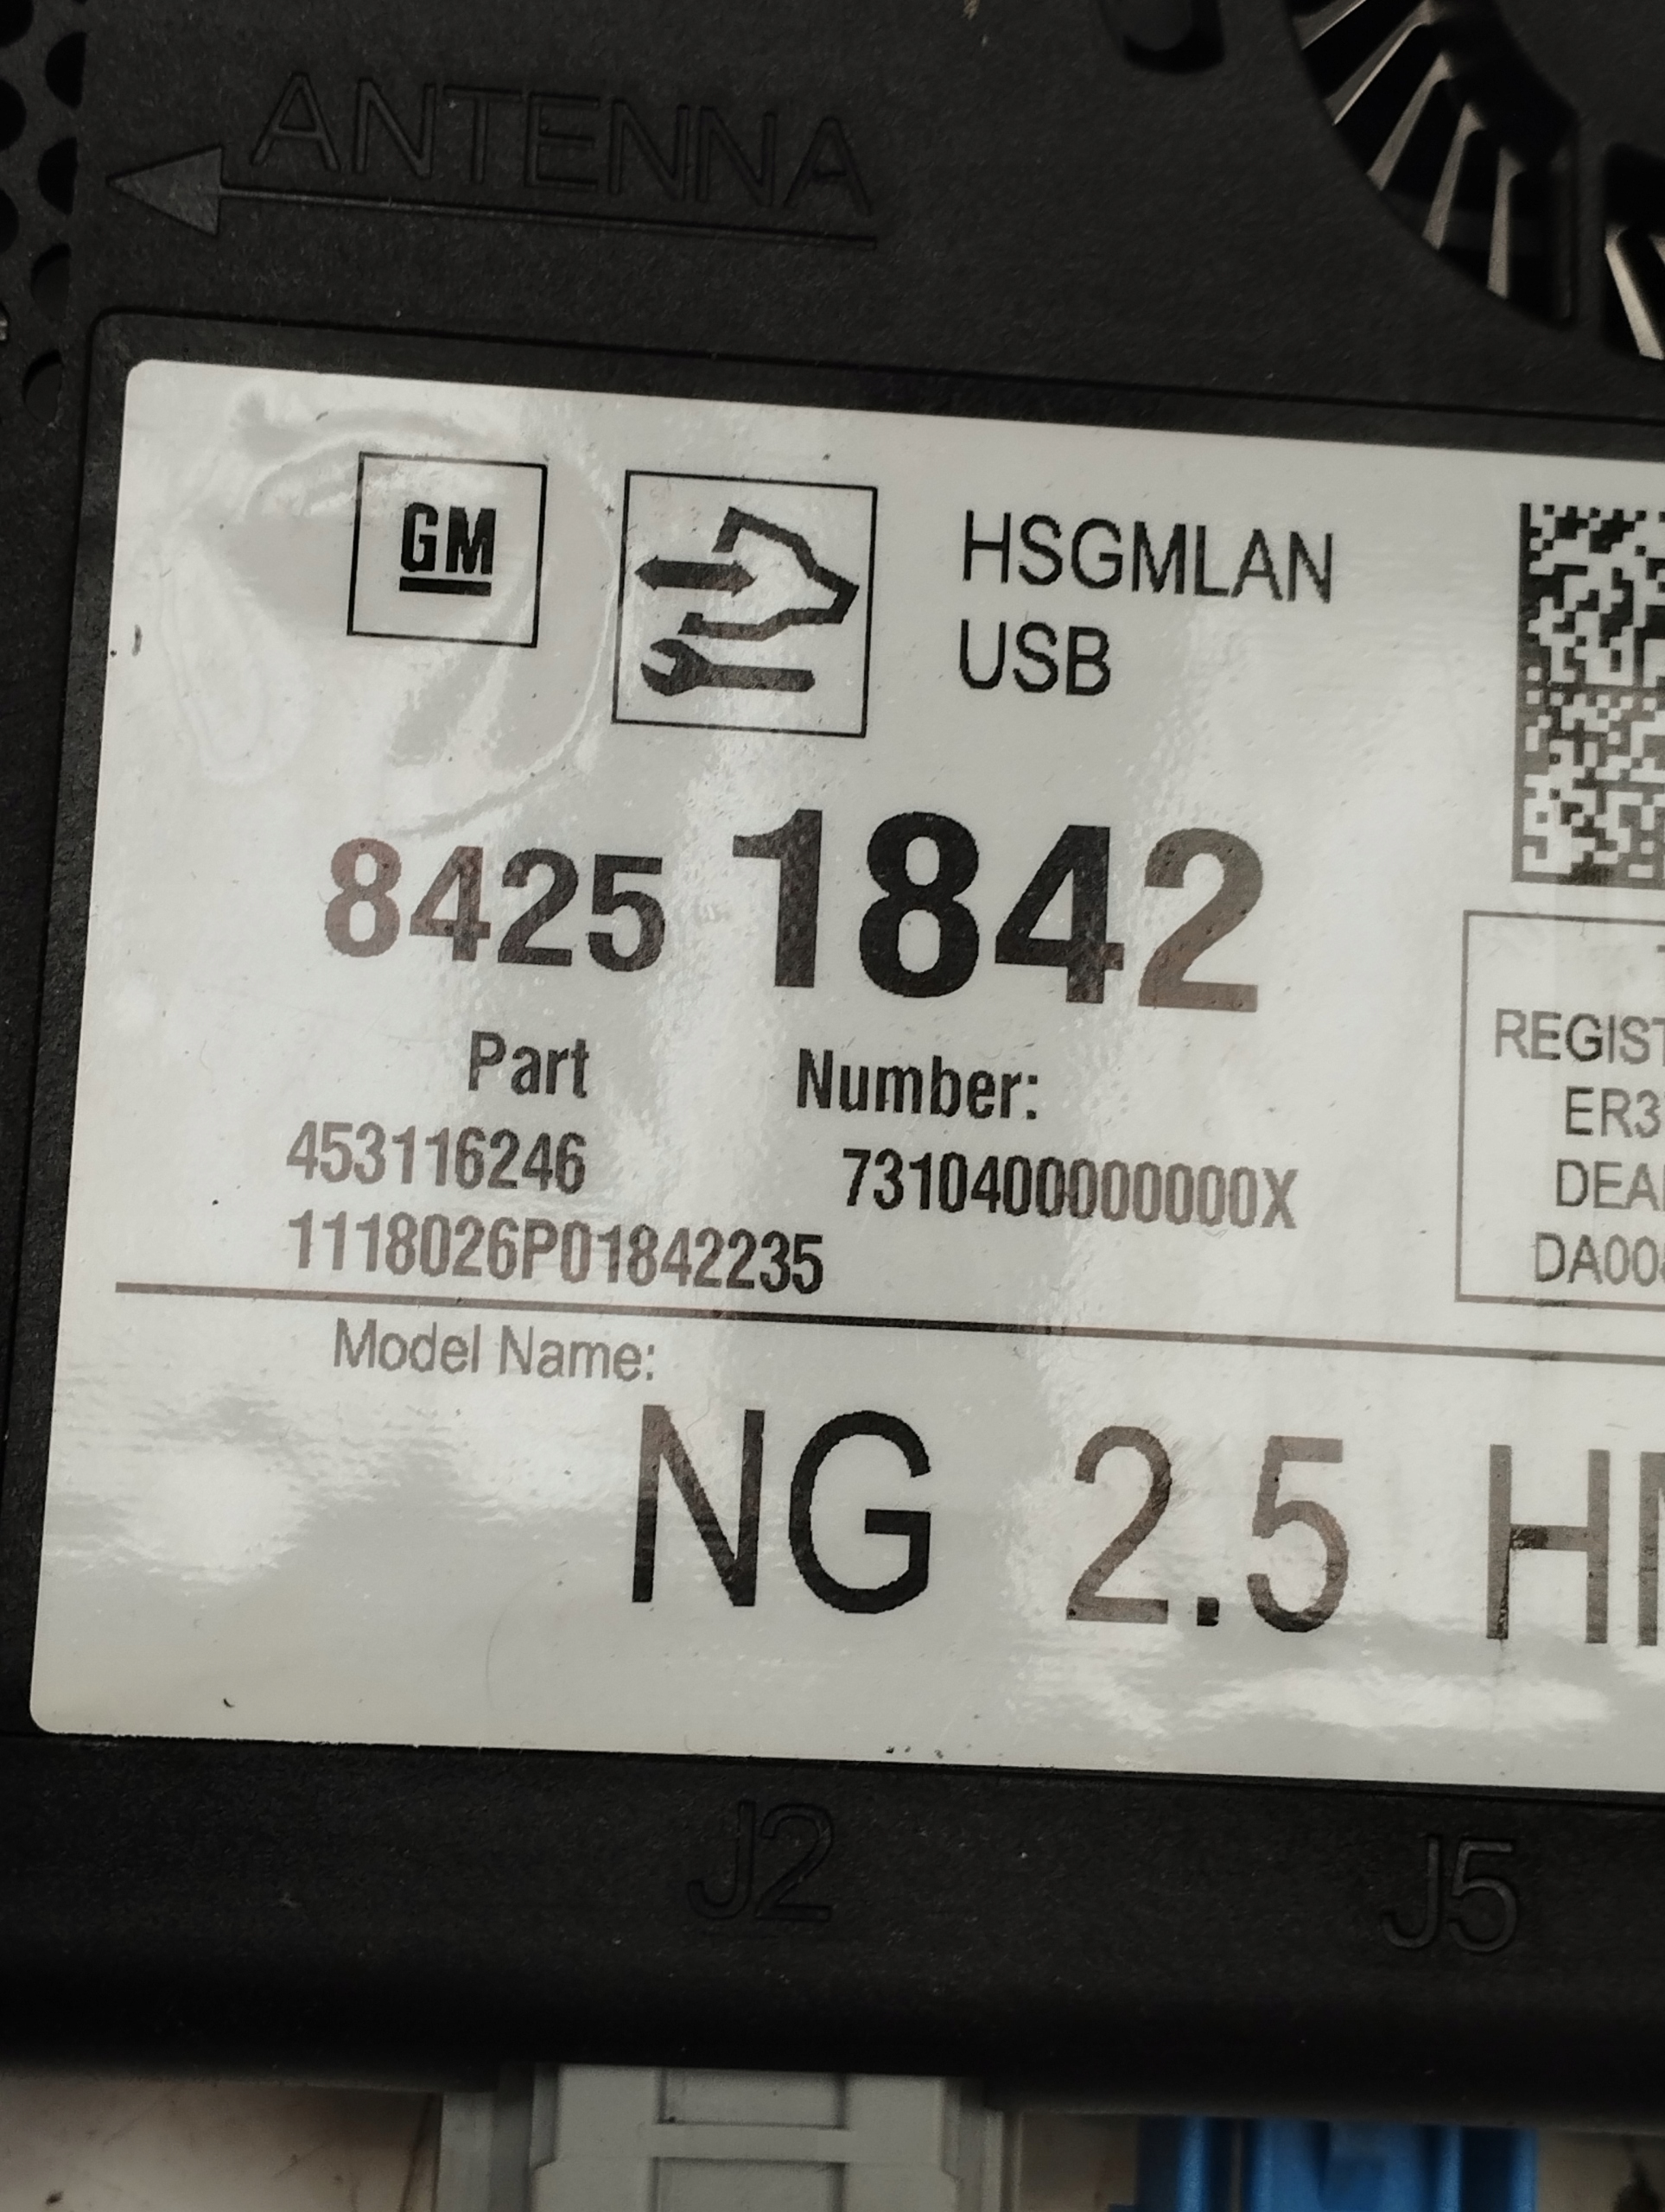 ANTENNA
GM
HSGMLAN
USB
8425 1842
Part Number:
453116246 7310400000000X
1118026P01842235
REGIST
ER3
DEA
DA00
Model Name:
NG 2.5 H
J2
J5